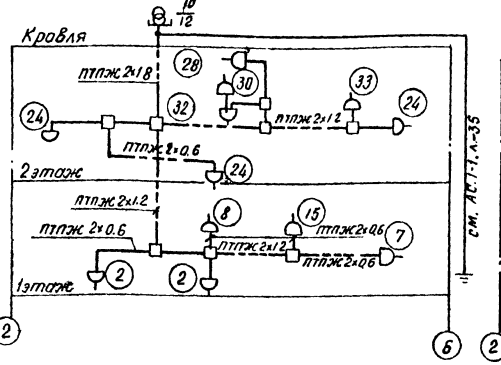 10
12
Кровля
ПТПЖ 2×1.8
28
30
33
24
32
24
ПТПЖ 2×1.2
ПТПЖ 2×0.6
24
2 этаж
ПТПЖ 2×1.2
8
15
ПТПЖ 2×0.6
7
ПТПЖ 2×0.6
ПТПЖ 2×1.2
ПТПЖ 2×0.6
2
2
1 этаж
см. АС.1-1, л.-35
2
6
2